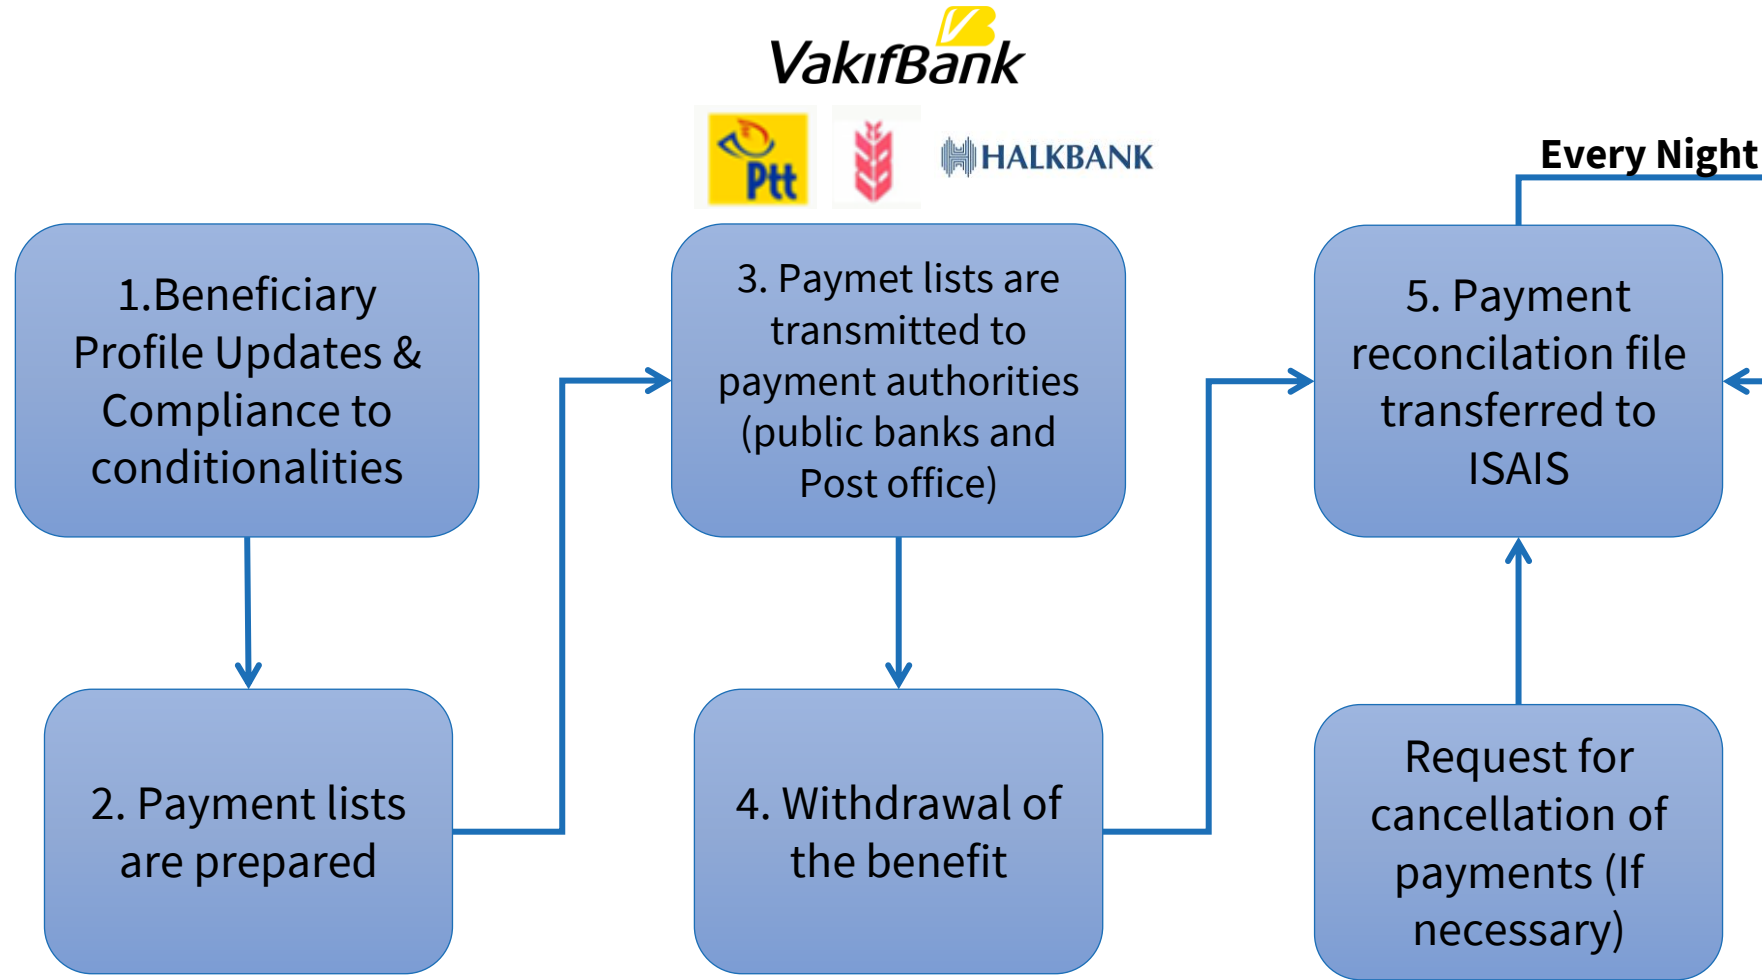 VakıfBank
Ptt
HALKBANK
Every Night
1.Beneficiary
Profile Updates &
Compliance to
conditionalities
2. Payment lists
are prepared
3. Paymet lists are
transmitted to
payment authorities
(public banks and
Post office)
4. Withdrawal of
the benefit
5. Payment
reconcilation file
transferred to
ISAIS
Request for
cancellation of
payments (If
necessary)